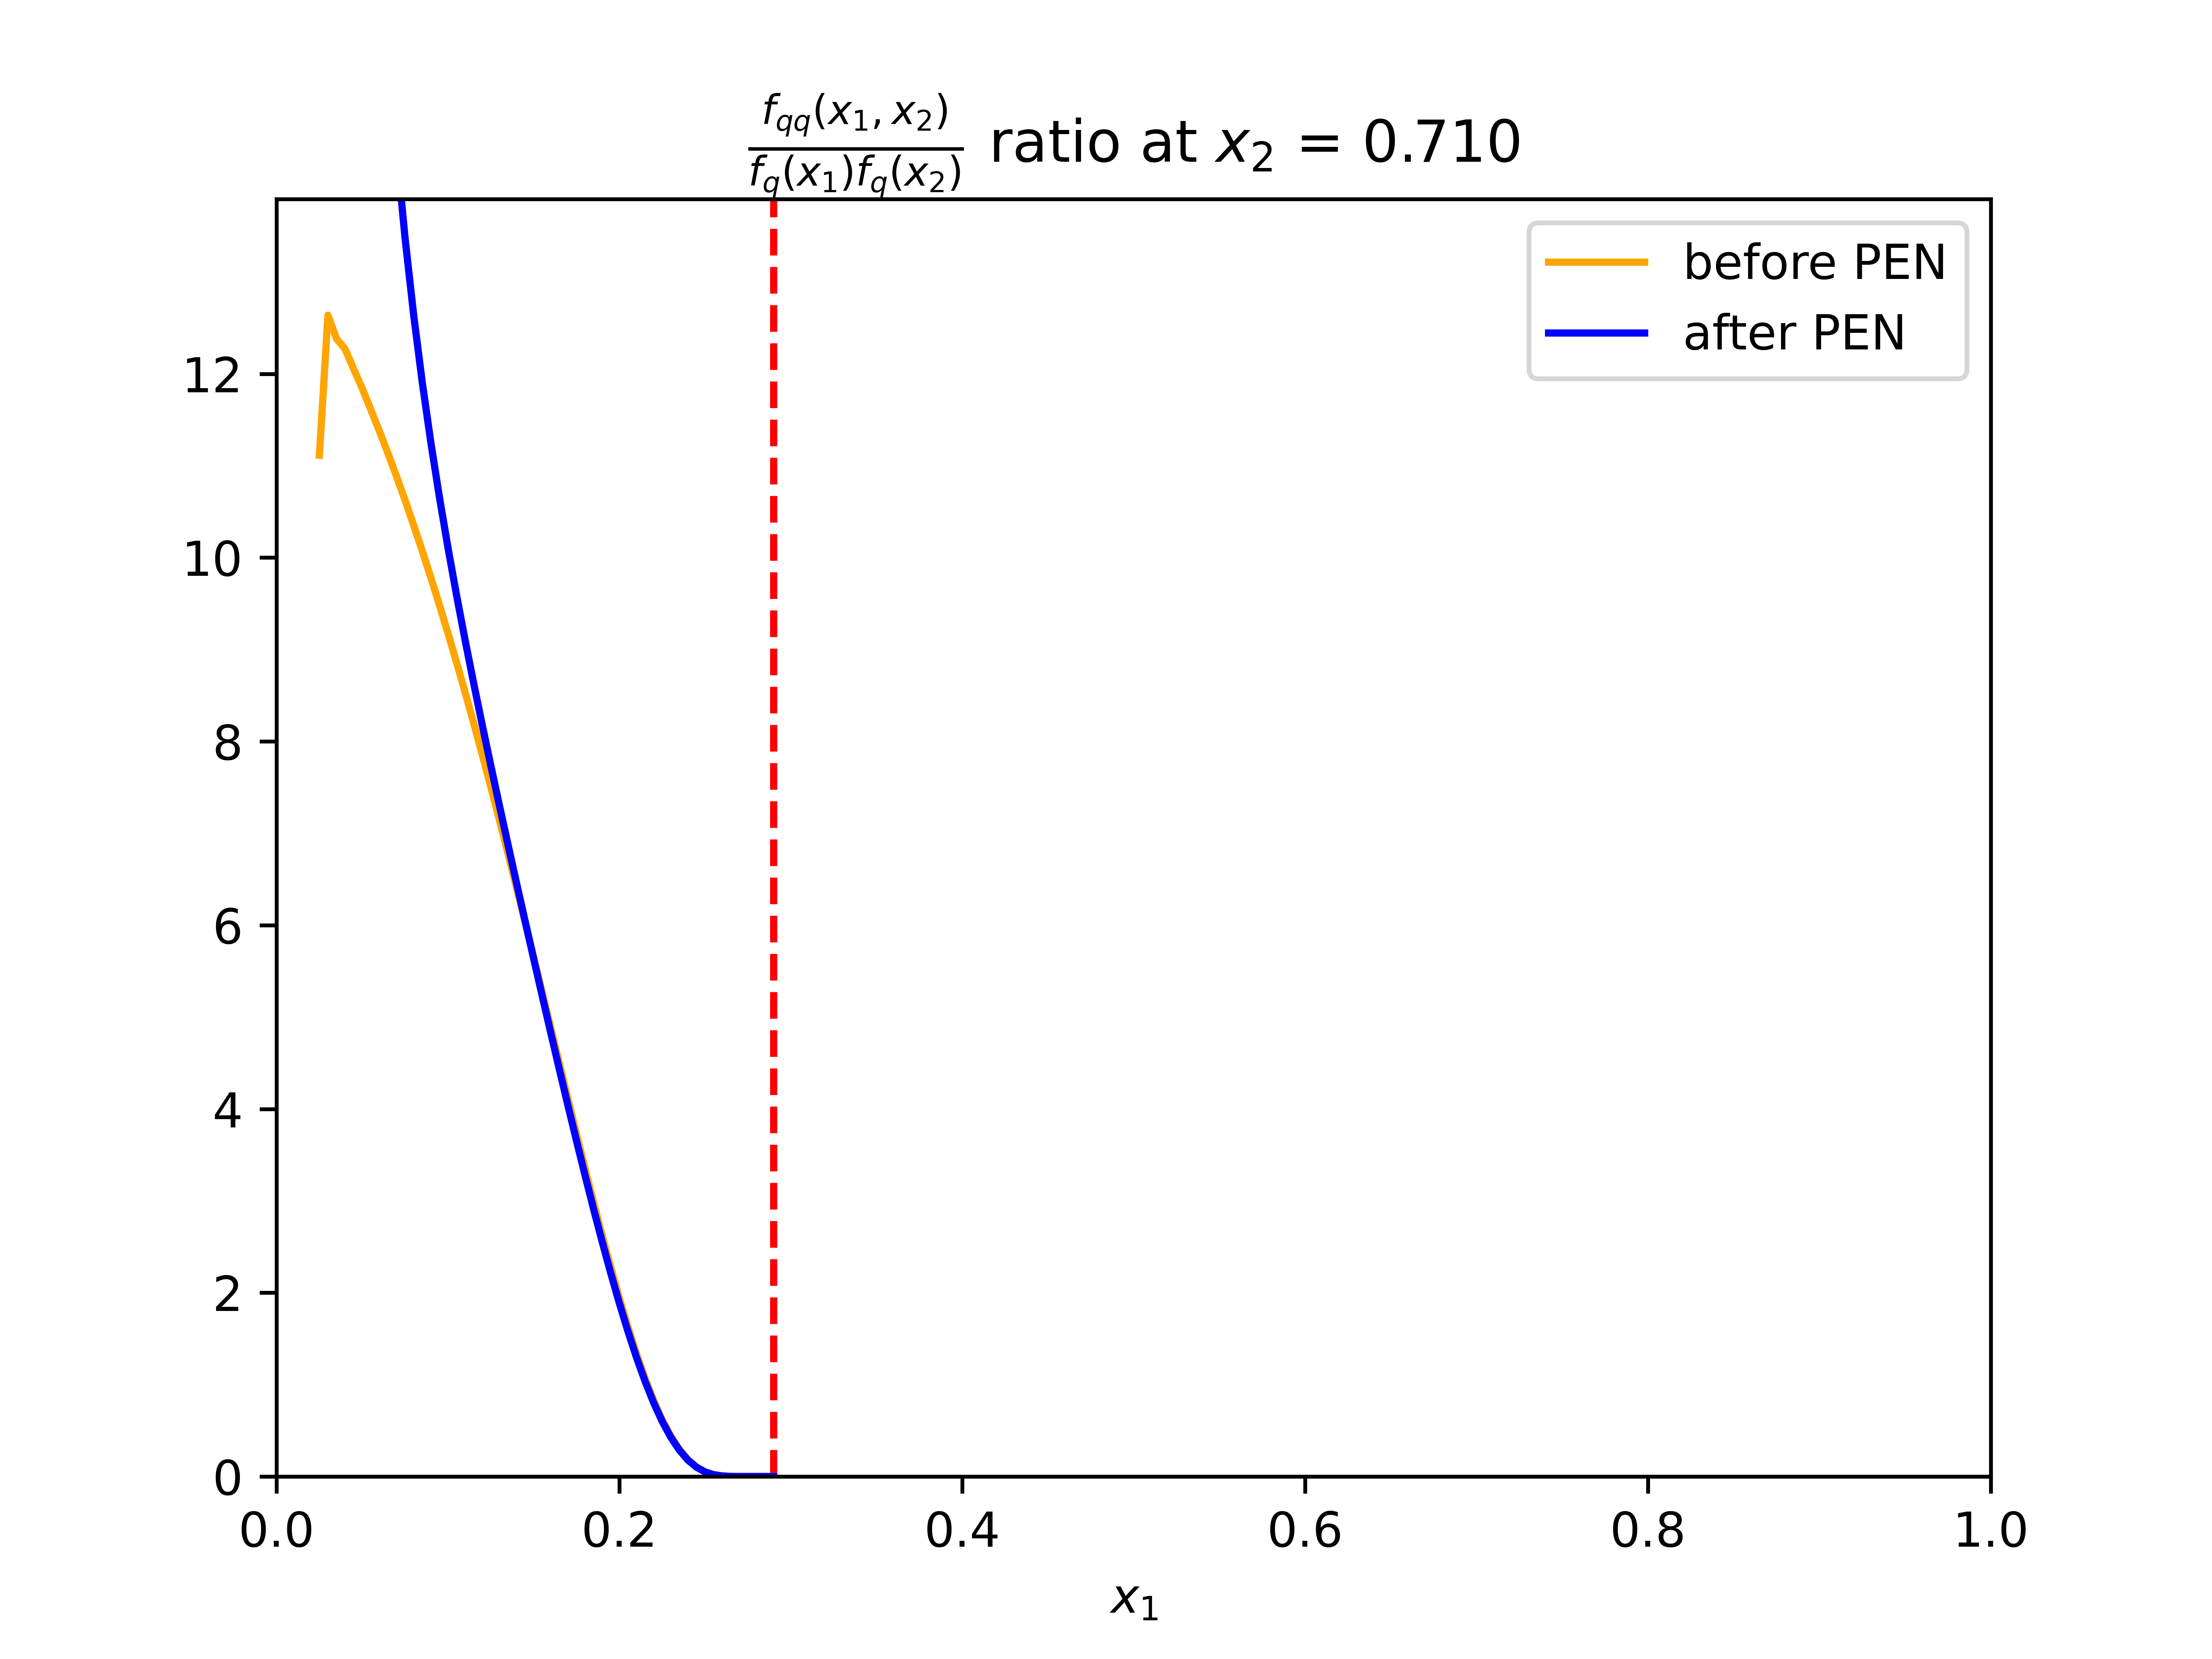 f_qq(x_1, x_2)
f_q(x_1)f_q(x_2)
ratio at x_2 = 0.710
before PEN
after PEN
12
10
8
6
4
2
0
0.0 0.2 0.4 0.6 0.8 1.0
x_1